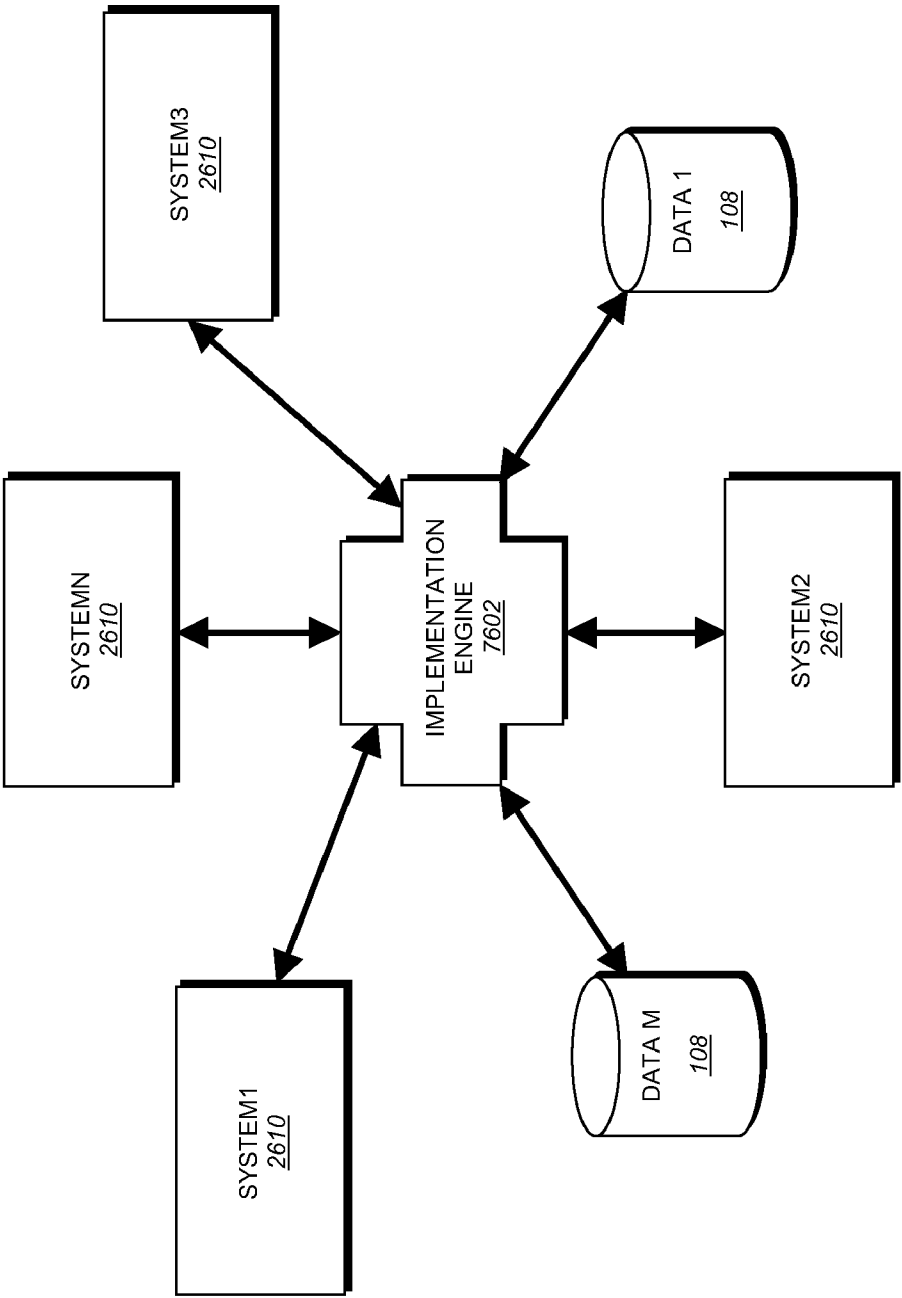 SYSTEMN
2610
SYSTEM3
2610
SYSTEM1
2610
IMPLEMENTATION
ENGINE
7602
DATA M
108
DATA 1
108
SYSTEM2
2610